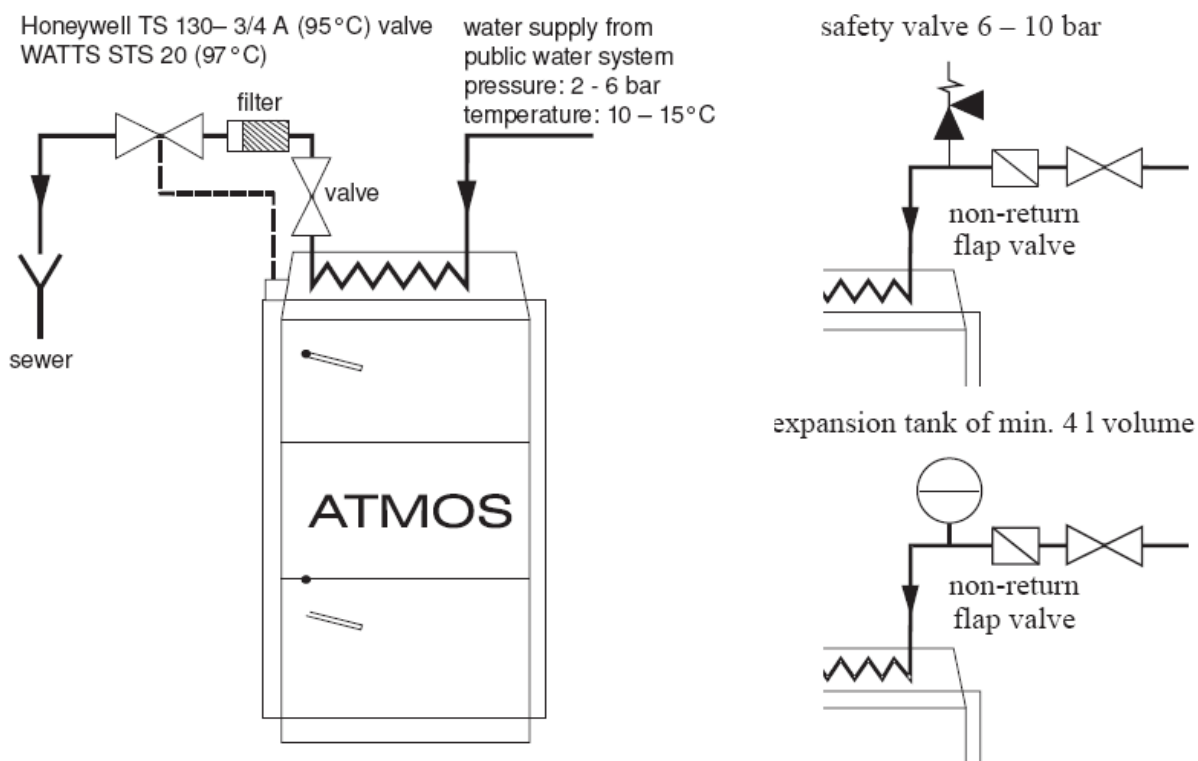 Honeywell TS 130– 3/4 A (95°C) valve
WATTS STS 20 (97°C)
water supply from
public water system
pressure: 2 - 6 bar
temperature: 10 – 15°C
filter
valve
sewer
ATMOS
safety valve 6 – 10 bar
non-return
flap valve
expansion tank of min. 4 l volume
non-return
flap valve